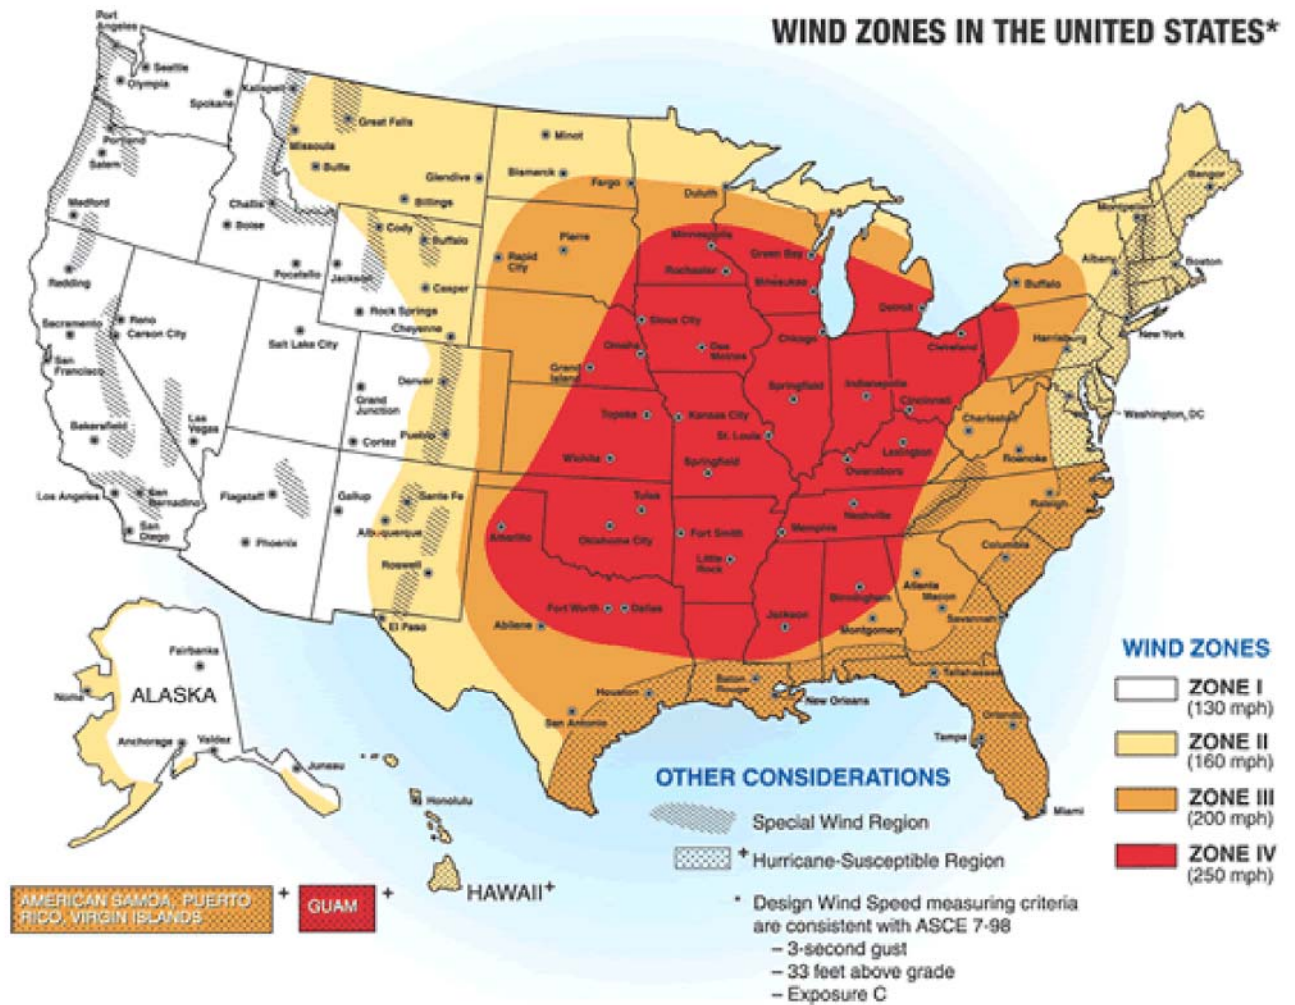 WIND ZONES IN THE UNITED STATES*
Port
Angeles
Seattle
Olympia
Spokane
Kalispell
Great Falls
Minot
Portland
Salem
Missoula
Butte
Glendive
Bismarck
Fargo
Duluth
Bangor
Medford
Challis
Boise
Billings
Cody
Buffalo
Pierre
Rapid
City
Minneapolis
Green Bay
Montpelier
Albany
Boston
Redding
Pocatello
Jackson
Casper
Rochester
Milwaukee
Buffalo
Detroit
Sacramento
Reno
Carson City
Rock Springs
Cheyenne
Sioux City
Des
Moines
Omaha
Chicago
Cleveland
Harrisburg
New York
San
Francisco
Salt Lake City
Grand
Island
Denver
Grand
Junction
Springfield
Indianapolis
Cincinnati
Charleston
Washington, DC
Bakersfield
Las
Vegas
Cortez
Pueblo
Topeka
Kansas City
St. Louis
Lexington
Roanoke
Wichita
Springfield
Owensboro
Los Angeles
San
Bernadino
Flagstaff
Gallup
Sante Fe
Tulsa
Nashville
Raleigh
San
Diego
Phoenix
Albuquerque
Amarillo
Oklahoma City
Fort Smith
Memphis
Columbia
Roswell
Little
Rock
Atlanta
Macon
Birmingham
El Paso
Abilene
Fort Worth
Dallas
Jackson
Montgomery
Savannah
Fairbanks
Nome
ALASKA
Anchorage
Valdez
Juneau
Houston
San Antonio
Baton
Rouge
New Orleans
Tallahassee
Orlando
Tampa
Miami
WIND ZONES
ZONE I
(130 mph)
ZONE II
(160 mph)
ZONE III
(200 mph)
ZONE IV
(250 mph)
Honolulu
+
HAWAII+
AMERICAN SAMOA, PUERTO
RICO, VIRGIN ISLANDS
+
GUAM
+
OTHER CONSIDERATIONS
Special Wind Region
+ Hurricane-Susceptible Region
* Design Wind Speed measuring criteria
are consistent with ASCE 7-98
– 3-second gust
– 33 feet above grade
– Exposure C